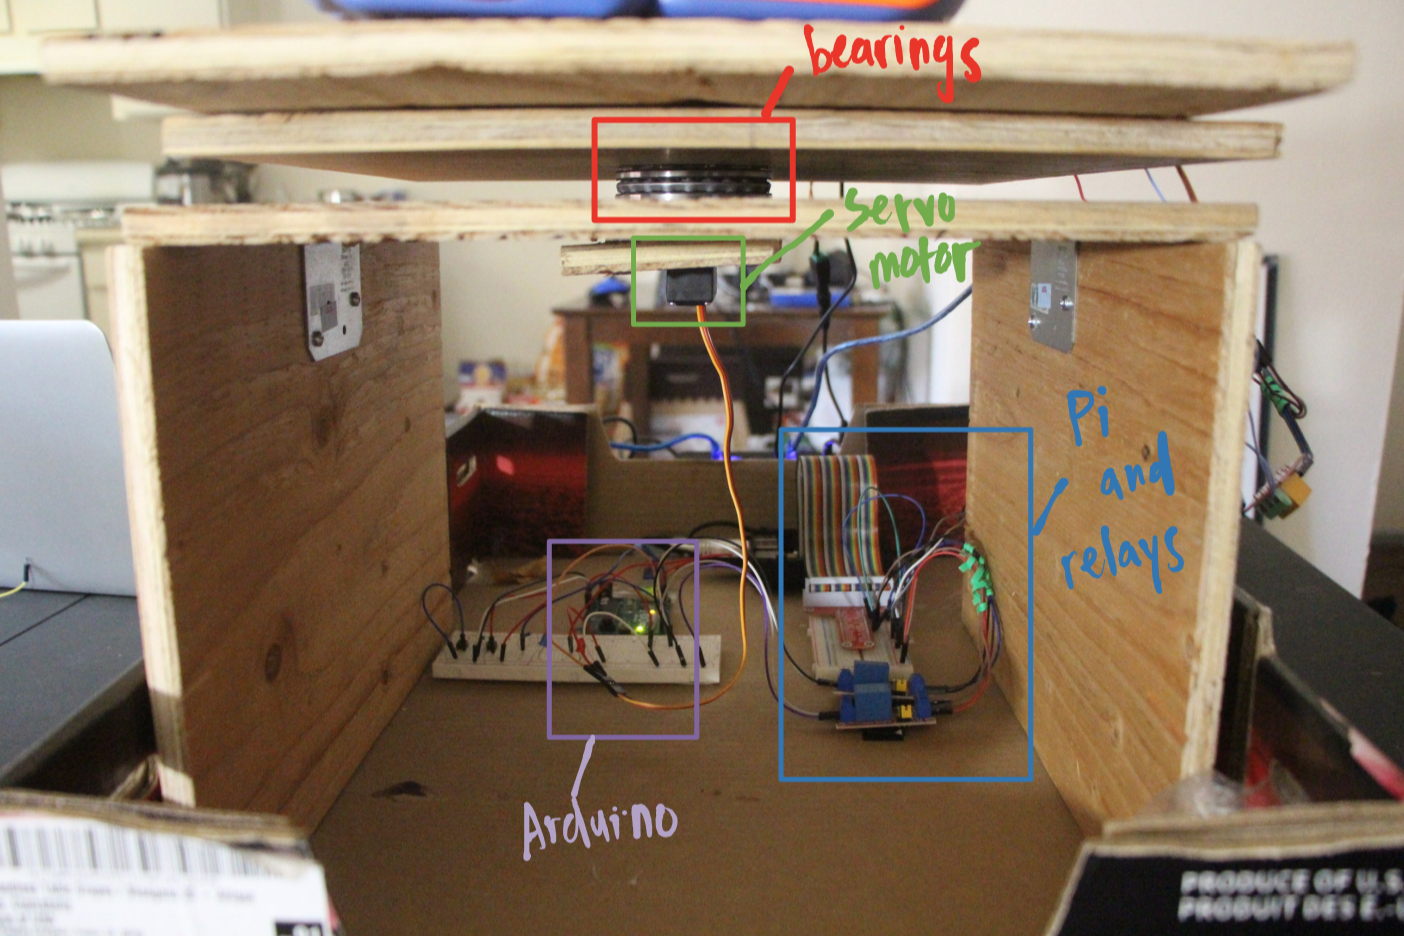 bearings
servo
motor
Pi
and
relays
Arduino
PRODUCE OF U.S.
PRODUIT DES É.-